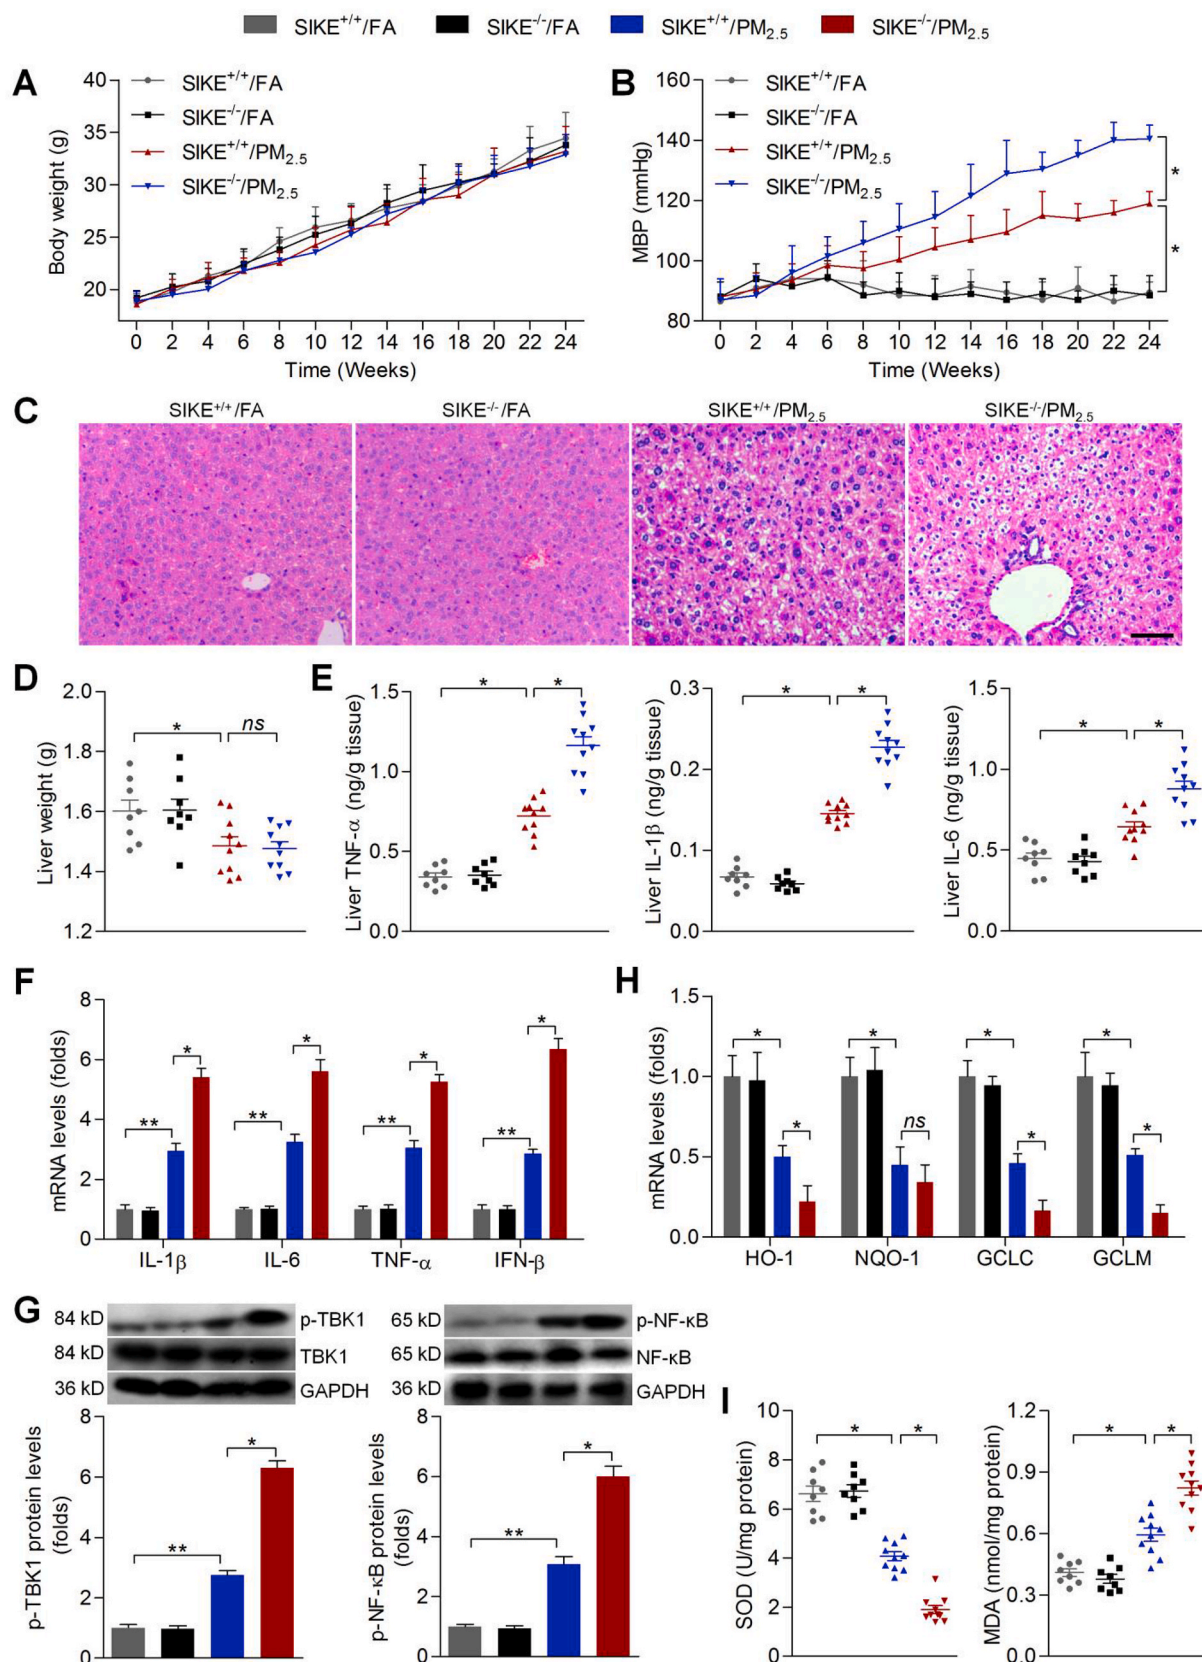 SIKE+/+/FA SIKE-/-/FA SIKE+/+/PM2.5 SIKE-/-/PM2.5
A
Body weight (g)
40
30
20
SIKE+/+/FA
SIKE-/-/FA
SIKE+/+/PM2.5
SIKE-/-/PM2.5
0 2 4 6 8 10 12 14 16 18 20 22 24
Time (Weeks)
B
MBP (mmHg)
160
140
120
100
80
SIKE+/+/FA
SIKE-/-/FA
SIKE+/+/PM2.5
SIKE-/-/PM2.5
*
*
0 2 4 6 8 10 12 14 16 18 20 22 24
Time (Weeks)
C
SIKE+/+/FA SIKE-/-/FA SIKE+/+/PM2.5 SIKE-/-/PM2.5
D
Liver weight (g)
2.0
1.8
1.6
1.4
1.2
* ns
E
Liver TNF-α (ng/g tissue)
1.5
1.0
0.5
0.0
* *
Liver IL-1β (ng/g tissue)
0.3
0.2
0.1
0.0
* *
Liver IL-6 (ng/g tissue)
1.5
1.0
0.5
0.0
* *
F
mRNA levels (folds)
8
6
4
2
0
** * ** * ** * ** *
IL-1β IL-6 TNF-α IFN-β
H
mRNA levels (folds)
1.5
1.0
0.5
0.0
* * * ns * * * *
HO-1 NQO-1 GCLC GCLM
G
84 kD p-TBK1
84 kD TBK1
36 kD GAPDH
p-TBK1 protein levels
(folds)
8
6
4
2
0
** *
65 kD p-NF-κB
65 kD NF-κB
36 kD GAPDH
p-NF-κB protein levels
(folds)
8
6
4
2
0
** *
I
SOD (U/mg protein)
10
8
6
4
2
0
* *
MDA (nmol/mg protein)
1.2
0.9
0.6
0.3
0.0
* *